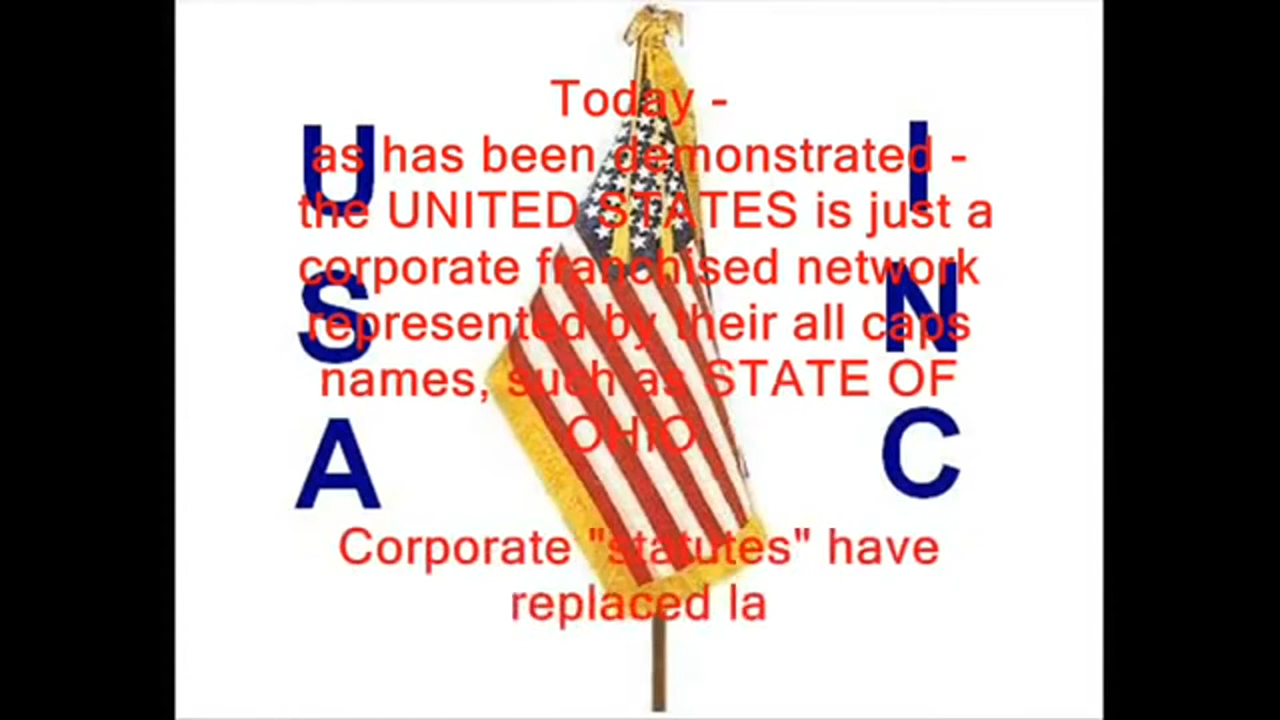 Today -
as has been demonstrated -
the UNITED STATES is just a
corporate franchised network
represented by their all caps
names, such as STATE OF
OHIO
Corporate "statutes" have
replaced la
U
S
A
I
N
C